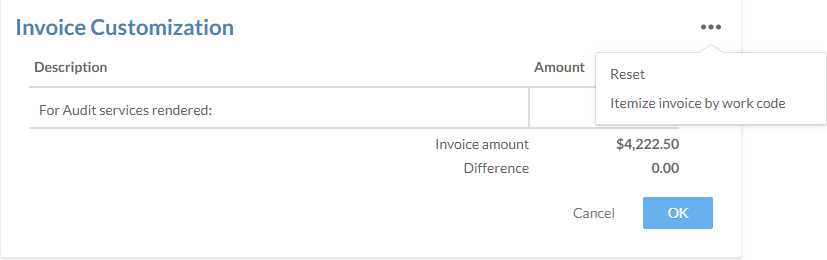 Invoice Customization
Description Amount
Reset
Itemize invoice by work code
For Audit services rendered:
Invoice amount $4,222.50
Difference 0.00
Cancel OK